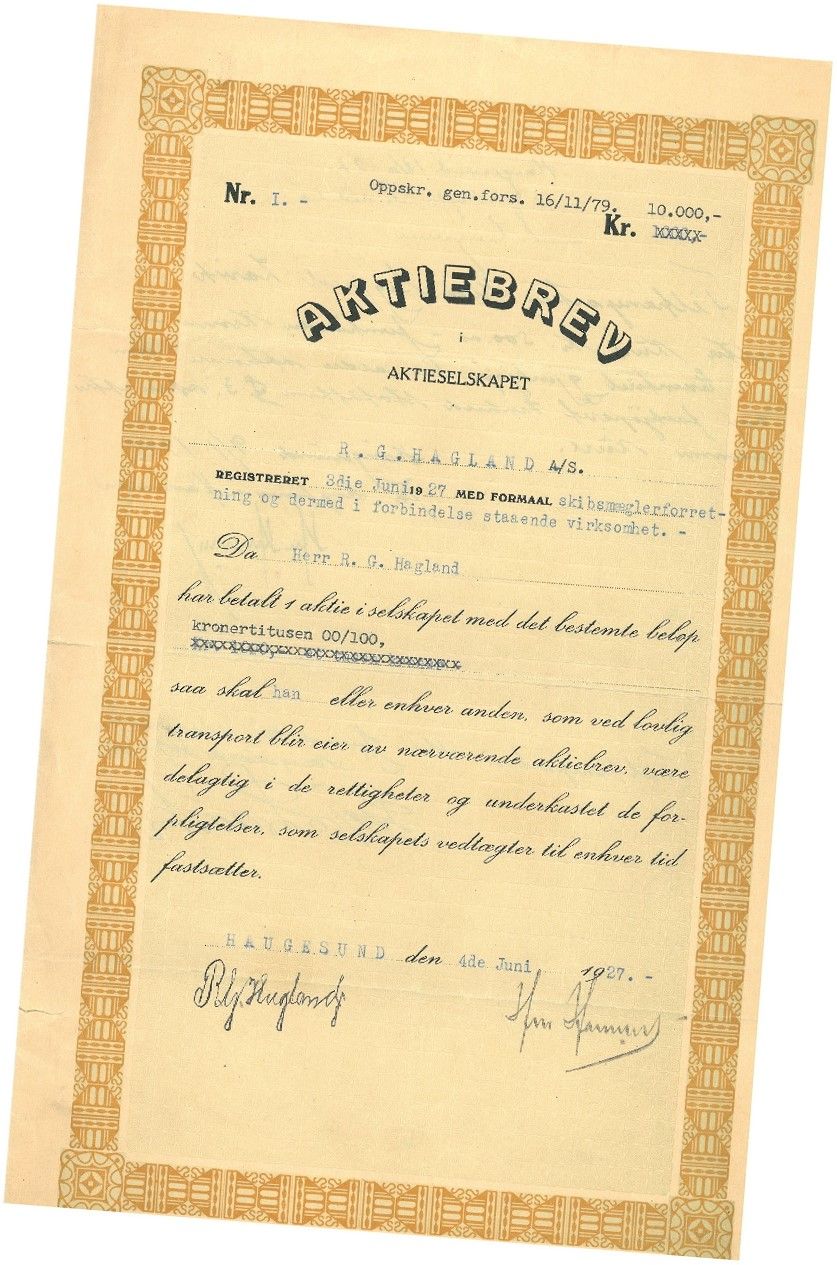 Oppskr. gen.fors. 16/11/79. 10.000,-
Nr. I. - Kr. XXXXX-
AKTIEBREV
i
AKTIESELSKAPET
R. G. HAGLAND A/S.
REGISTRERET 3die Juni 1927 MED FORMAAL skibsmæglerforret-
ning og dermed i forbindelse staaende virksomhet. -
Da Herr R. G. Hagland
har betalt 1 aktie i selskapet med det bestemte beløp
kronertitusen 00/100,
saa skal han eller enhver anden, som ved lovlig
transport blir eier av nærværende aktiebrev, være
delagtig i de rettigheter og underkastet de for-
pligtelser, som selskapets vedtægter til enhver tid
fastsætter.
HAUGESUND den 4de Juni 1927. -
R.G. Hagland